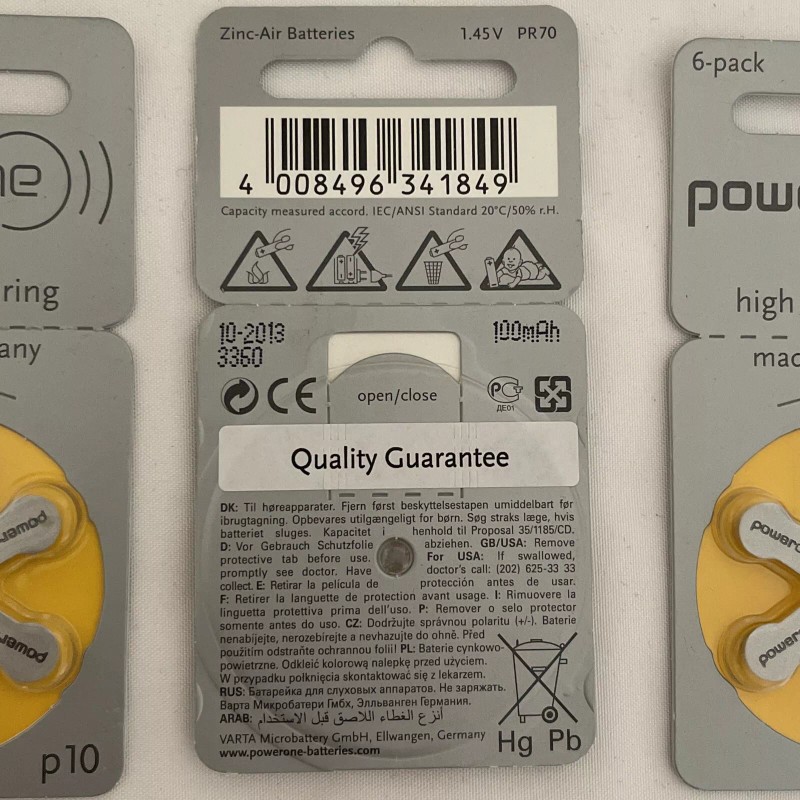 ne
ring
any
powerone
powerone
p10
Zinc-Air Batteries
1.45V PR70
4 008496 341849
Capacity measured accord. IEC/ANSI Standard 20°C/50% r.H.
10-2013
3360
100mAh
CE
open/close
PC
ДЕ01
Quality Guarantee
DK: Til høreapparater. Fjern først beskyttelsestapen umiddelbart før
ibrugtagning. Opbevares utilgængeligt for børn. Søg straks læge, hvis
batteriet sluges. Kapacitet i henhold til Proposal 35/1185/CD.
D: Vor Gebrauch Schutzfolie abziehen. GB/USA: Remove
protective tab before use. For USA: If swallowed,
promptly see doctor. Have doctor's call: (202) 625-33 33
collect. E: Retirar la película de protección antes de usar.
F: Retirer la languette de protection avant usage. I: Rimuovere la
linguetta protettiva prima dell'uso. P: Remover o selo protector
somente antes do uso. CZ: Dodržujte správnou polaritu (+/-). Baterie
nenabíjejte, nerozebírejte a nevhazujte do ohně. Před
použitím odstraňte ochrannou folii! PL: Baterie cynkowo-
powietrzne. Odkleić kolorową nalepkę przed użyciem.
W przypadku połknięcia skontaktować się z lekarzem.
RUS: Батарейка для слуховых аппаратов. Не заряжать.
Варта Микробатери Гмбх, Элльванген Германия.
ARAB: أنزع الغطاء اللاصق قبل الاستخدام
VARTA Microbattery GmbH, Ellwangen, Germany
www.powerone-batteries.com
Hg Pb
6-pack
powe
high
mad
powero
powera